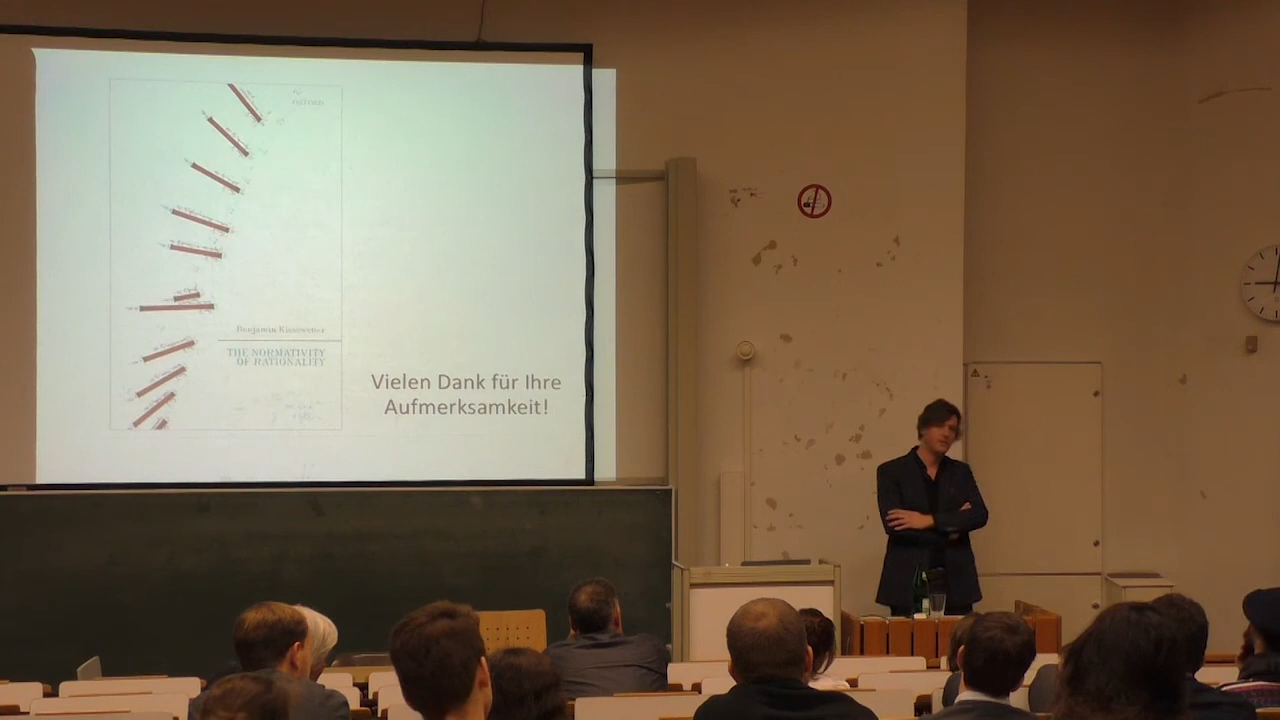 Benjamin Kiesewetter
THE NORMATIVITY
OF RATIONALITY
Vielen Dank für Ihre
Aufmerksamkeit!